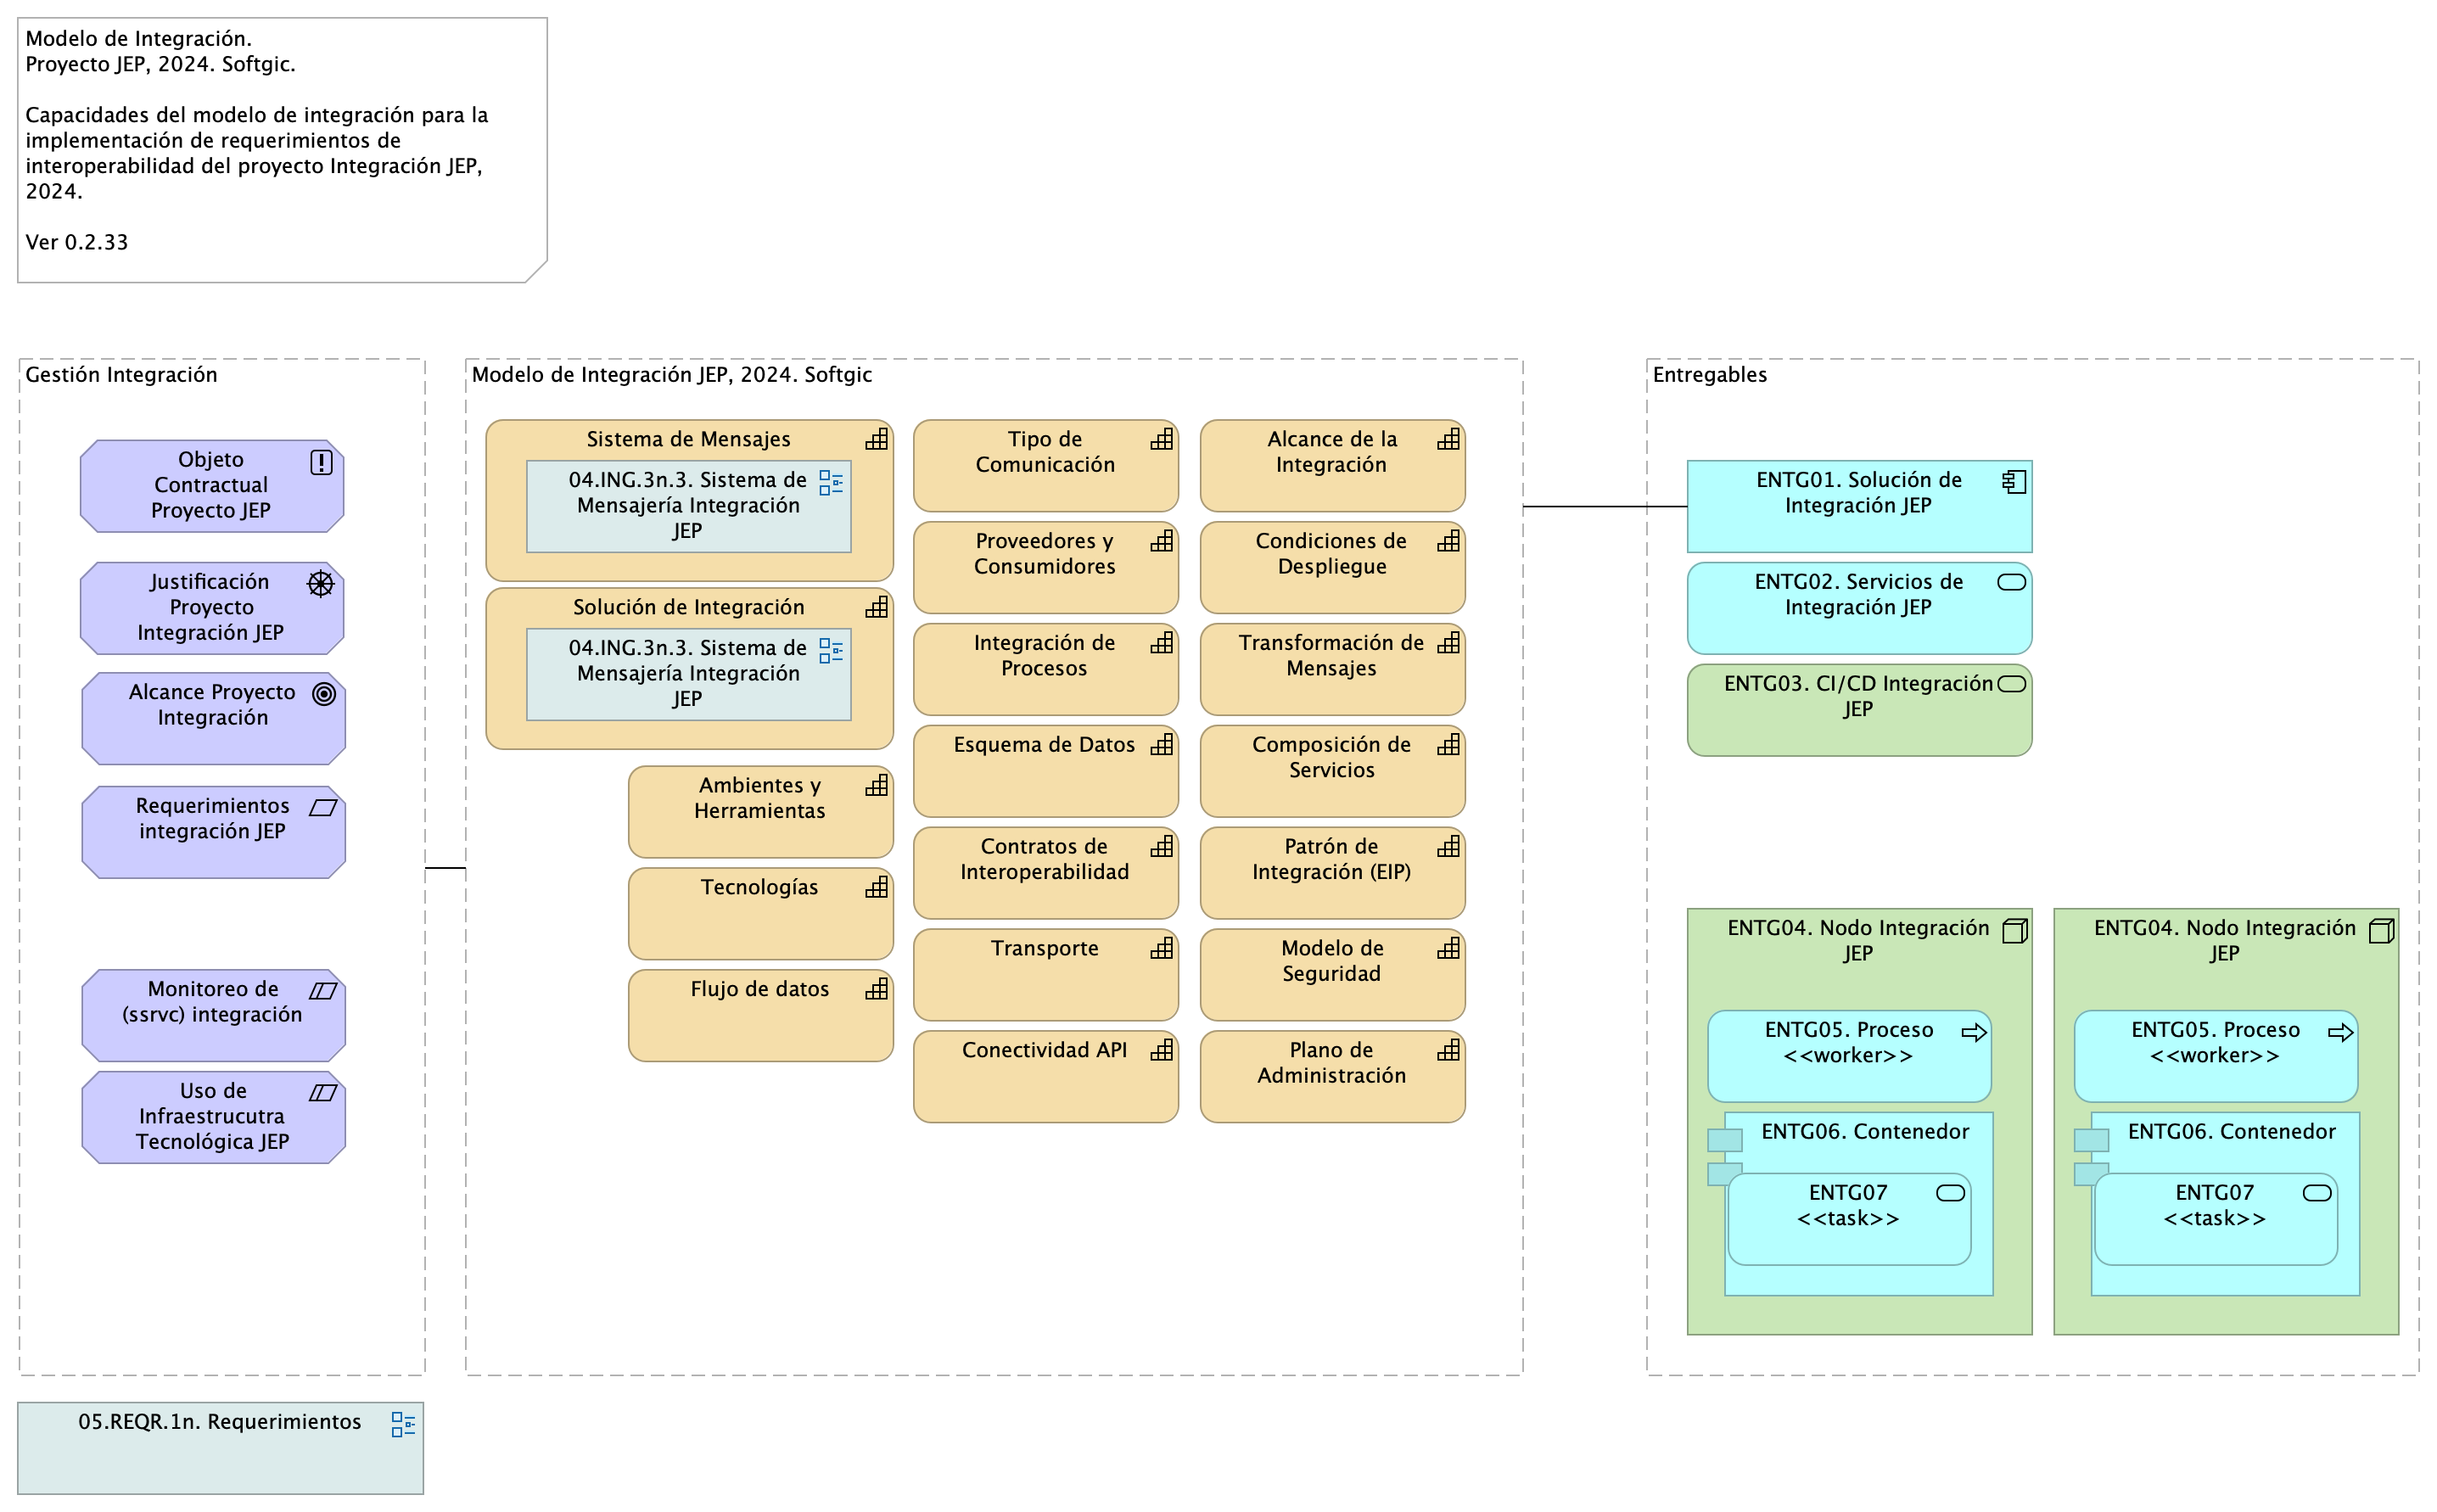 Modelo de Integración.
Proyecto JEP, 2024. Softgic.
Capacidades del modelo de integración para la
implementación de requerimientos de
interoperabilidad del proyecto Integración JEP,
2024.
Ver 0.2.33
Gestión Integración
Objeto
Contractual
Proyecto JEP
Justificación
Proyecto
Integración JEP
Alcance Proyecto
Integración
Requerimientos
integración JEP
Monitoreo de
(ssrvc) integración
Uso de
Infraestrucutra
Tecnológica JEP
Modelo de Integración JEP, 2024. Softgic
Sistema de Mensajes
04.ING.3n.3. Sistema de
Mensajería Integración
JEP
Solución de Integración
04.ING.3n.3. Sistema de
Mensajería Integración
JEP
Ambientes y
Herramientas
Tecnologías
Flujo de datos
Tipo de
Comunicación
Proveedores y
Consumidores
Integración de
Procesos
Esquema de Datos
Contratos de
Interoperabilidad
Transporte
Conectividad API
Alcance de la
Integración
Condiciones de
Despliegue
Transformación de
Mensajes
Composición de
Servicios
Patrón de
Integración (EIP)
Modelo de
Seguridad
Plano de
Administración
Entregables
ENTG01. Solución de
Integración JEP
ENTG02. Servicios de
Integración JEP
ENTG03. CI/CD Integración
JEP
ENTG04. Nodo Integración
JEP
ENTG05. Proceso
<<worker>>
ENTG06. Contenedor
ENTG07
<<task>>
ENTG04. Nodo Integración
JEP
ENTG05. Proceso
<<worker>>
ENTG06. Contenedor
ENTG07
<<task>>
05.REQR.1n. Requerimientos